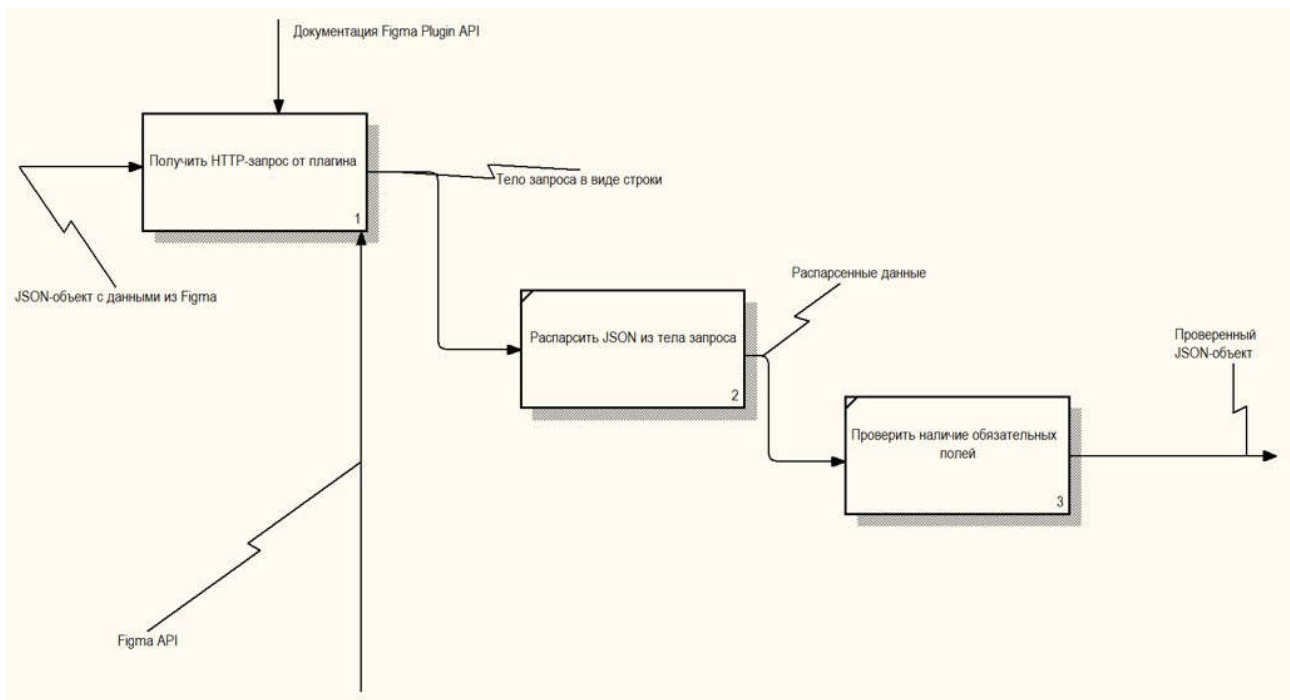 Документация Figma Plugin API
Получить HTTP-запрос от плагина
1
Тело запроса в виде строки
JSON-объект с данными из Figma
Распарсенные данные
Распарсить JSON из тела запроса
2
Проверенный
JSON-объект
Проверить наличие обязательных
полей
3
Figma API